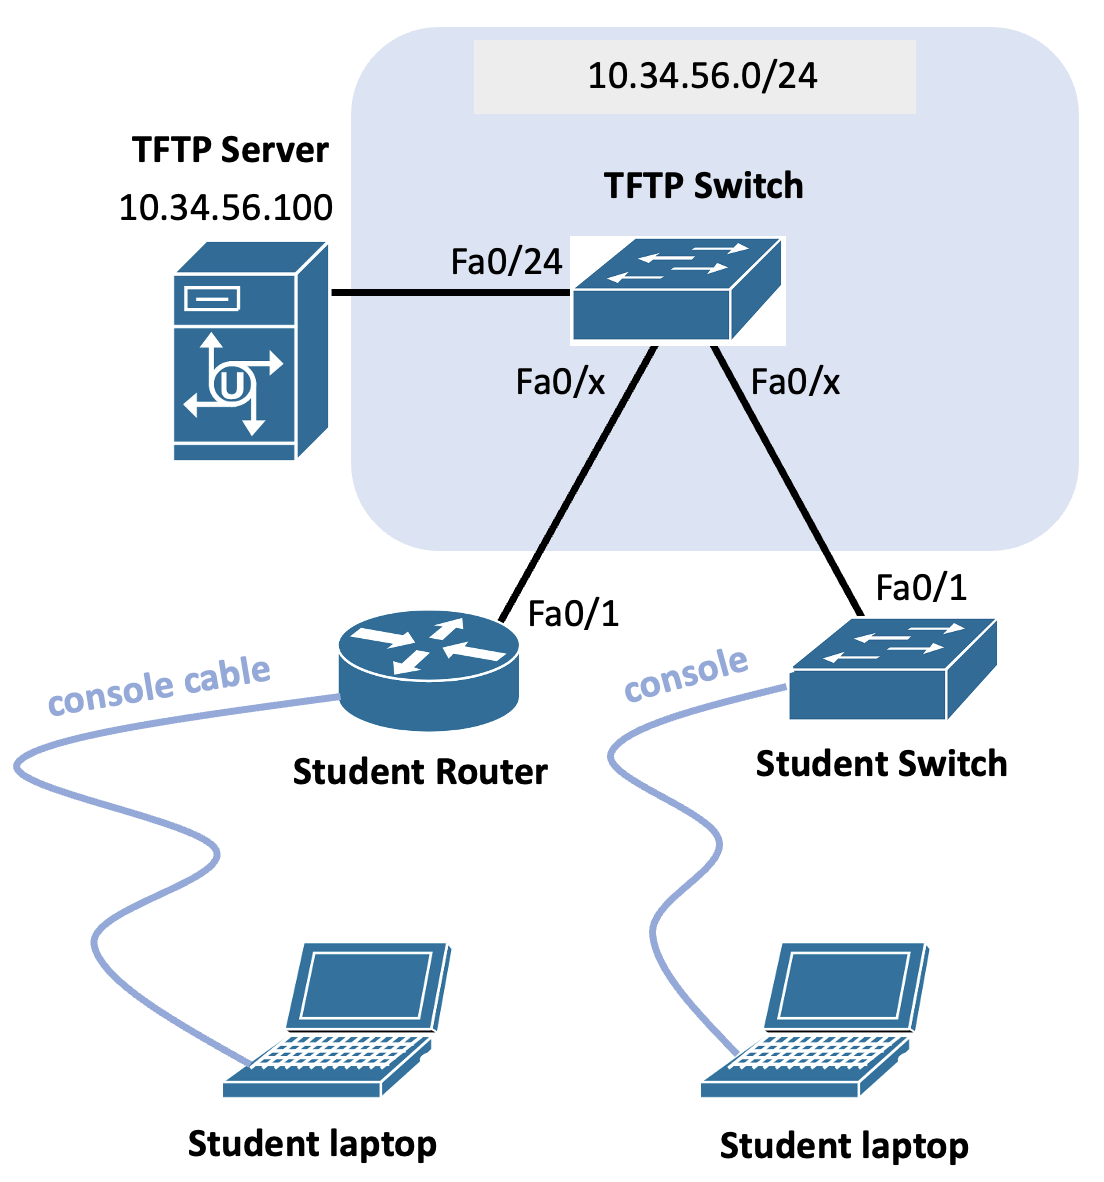 10.34.56.0/24
TFTP Server
10.34.56.100
TFTP Switch
Fa0/24
U
Fa0/x
Fa0/x
Fa0/1
Fa0/1
console cable
console
Student Router
Student Switch
Student laptop
Student laptop